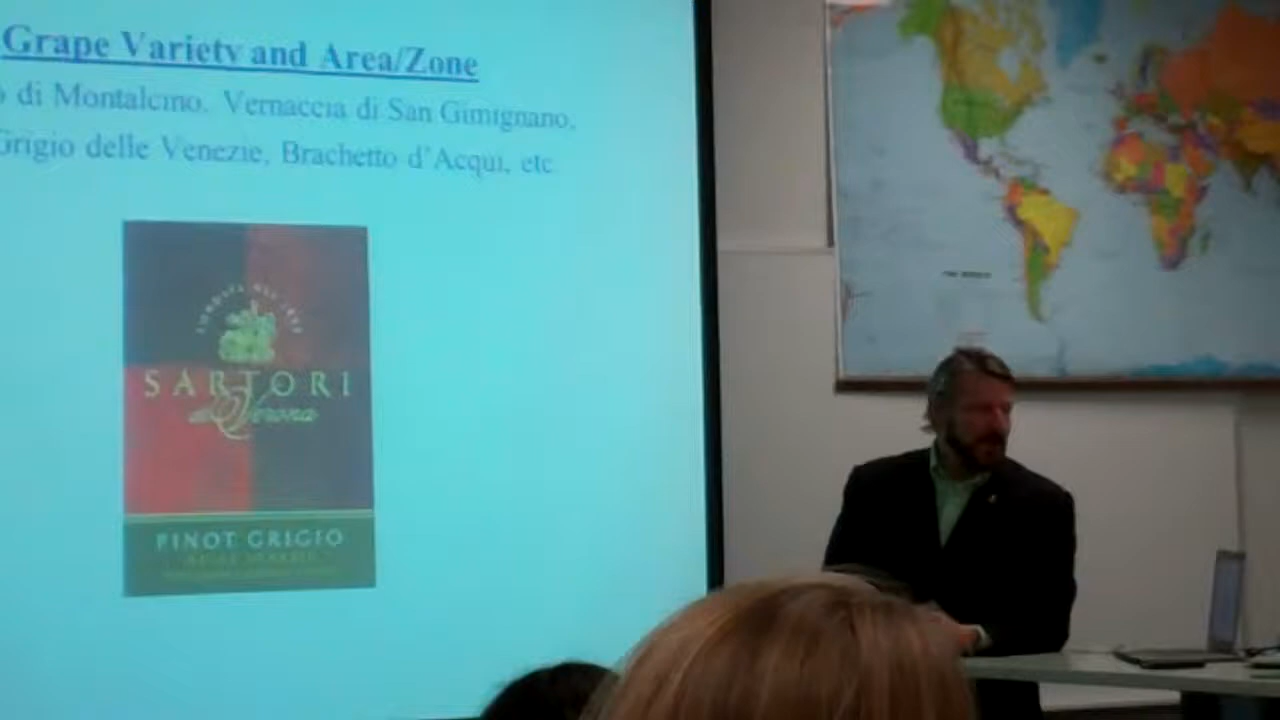 Grape Variety and Area/Zone
di Montalcino. Vernaccia di San Gimignano,
Grigio delle Venezie, Brachetto d'Acqui, etc
SARTORI
di Verona
PINOT GRIGIO